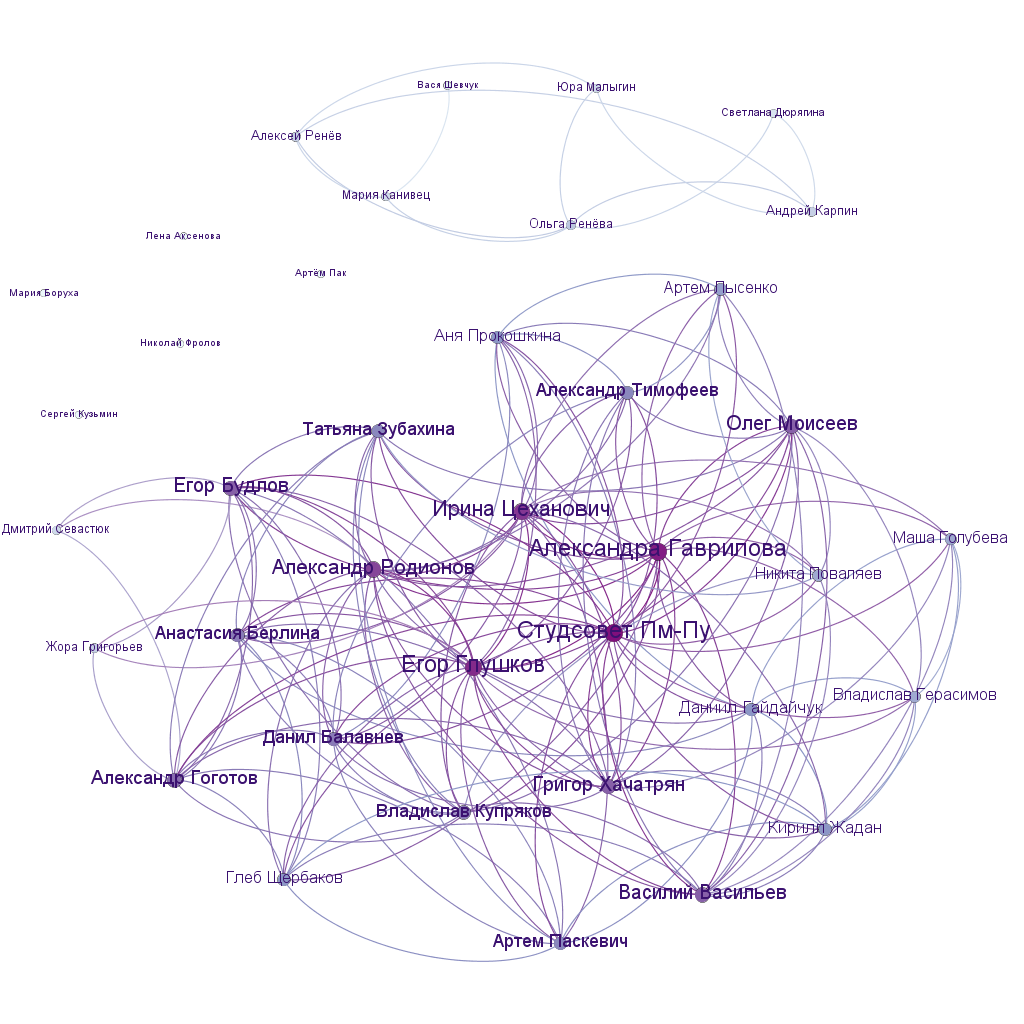 Вася Шевчук
Юра Малыгин
Светлана Дюрягина
Алексей Ренёв
Мария Канивец
Андрей Карпин
Ольга Ренёва
Лена Аксенова
Артём Пак
Мария Боруха
Артем Лысенко
Аня Прокошкина
Николай Фролов
Александр Тимофеев
Сергей Кузьмин
Олег Моисеев
Татьяна Зубахина
Егор Будлов
Ирина Цеханович
Дмитрий Севастюк
Маша Голубева
Александра Гаврилова
Александр Родионов
Никита Поваляев
Студсовет Пм-Пу
Анастасия Берлина
Жора Григорьев
Егор Глушков
Владислав Герасимов
Даниил Гайдайчук
Данил Балавнев
Александр Гоготов
Григор Хачатрян
Владислав Купряков
Кирилл Жадан
Глеб Щербаков
Василий Васильев
Артем Паскевич